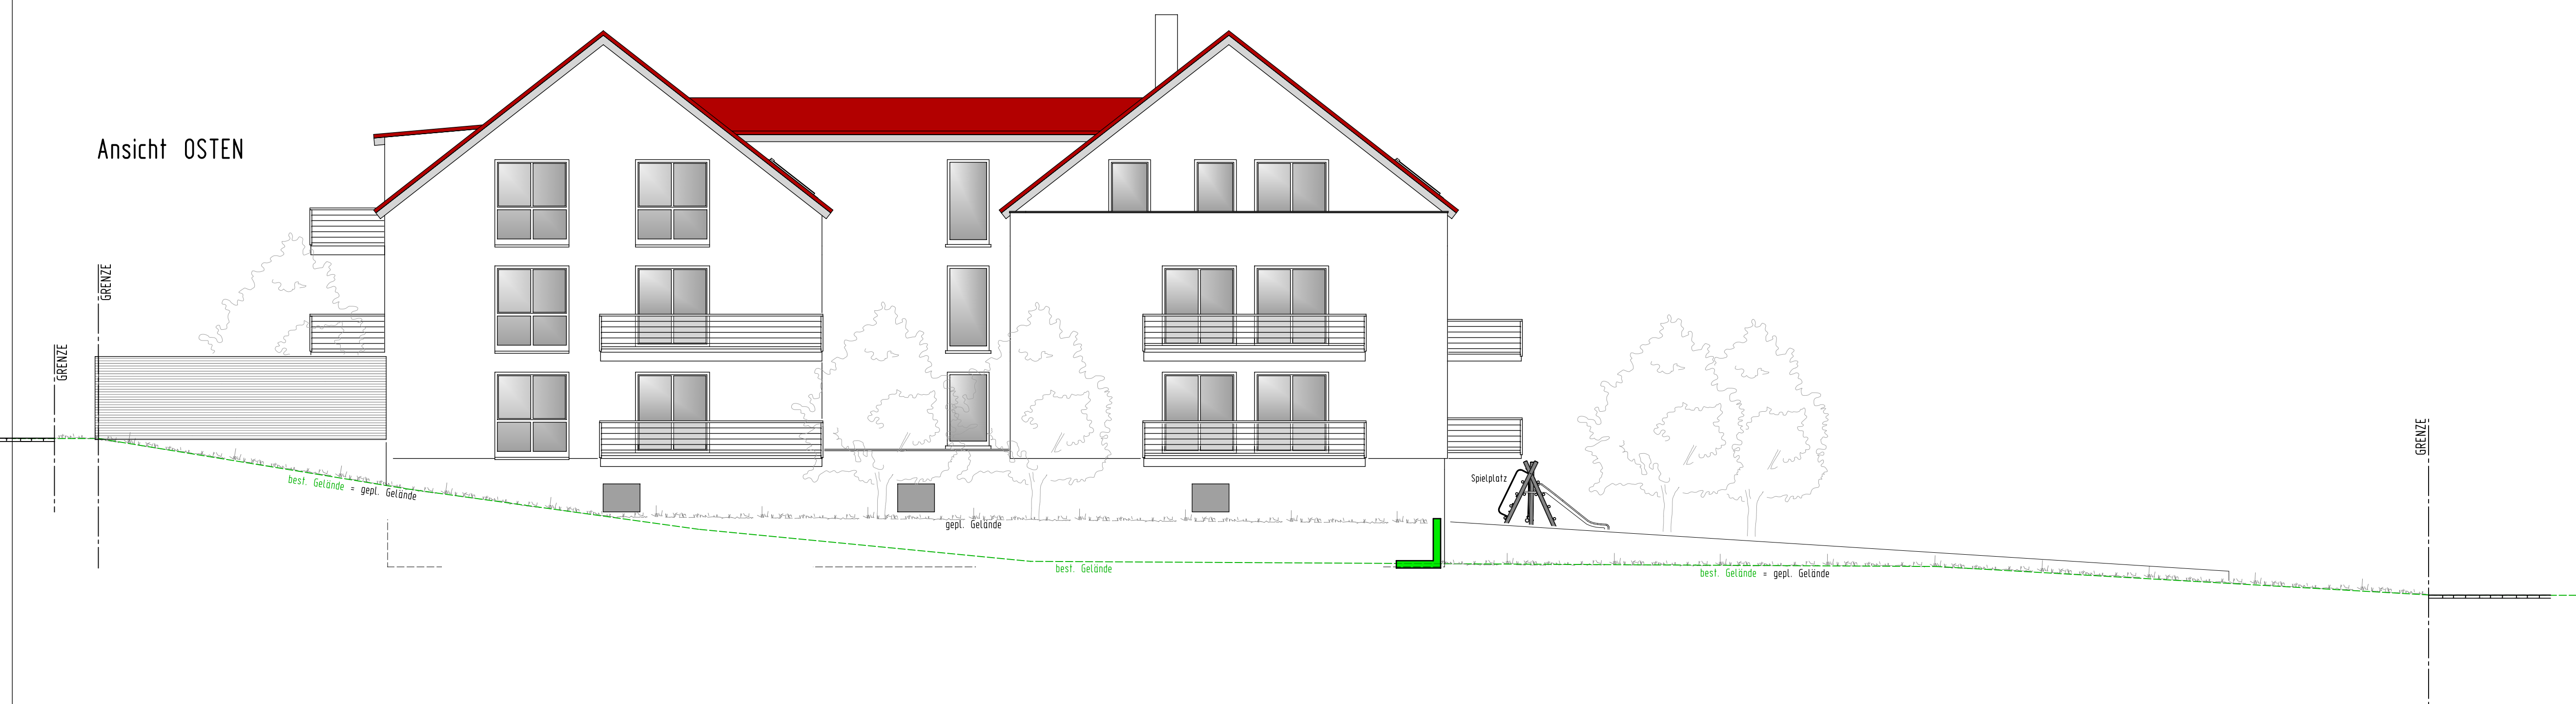 Ansicht OSTEN
GRENZE
GRENZE
best. Gelände = gepl. Gelände
gepl. Gelände
best. Gelände
Spielplatz
best. Gelände = gepl. Gelände
GRENZE